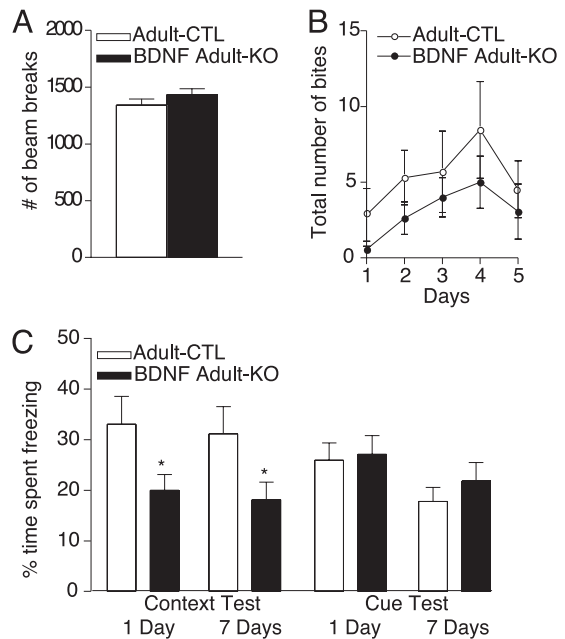 A
Adult-CTL
BDNF Adult-KO
# of beam breaks
1500
1000
500
0
B
Adult-CTL
BDNF Adult-KO
Total number of bites
15
10
5
0
1 2 3 4 5
Days
C
Adult-CTL
BDNF Adult-KO
% time spent freezing
50
40
30
20
10
0
* *
Context Test Cue Test
1 Day 7 Days 1 Day 7 Days